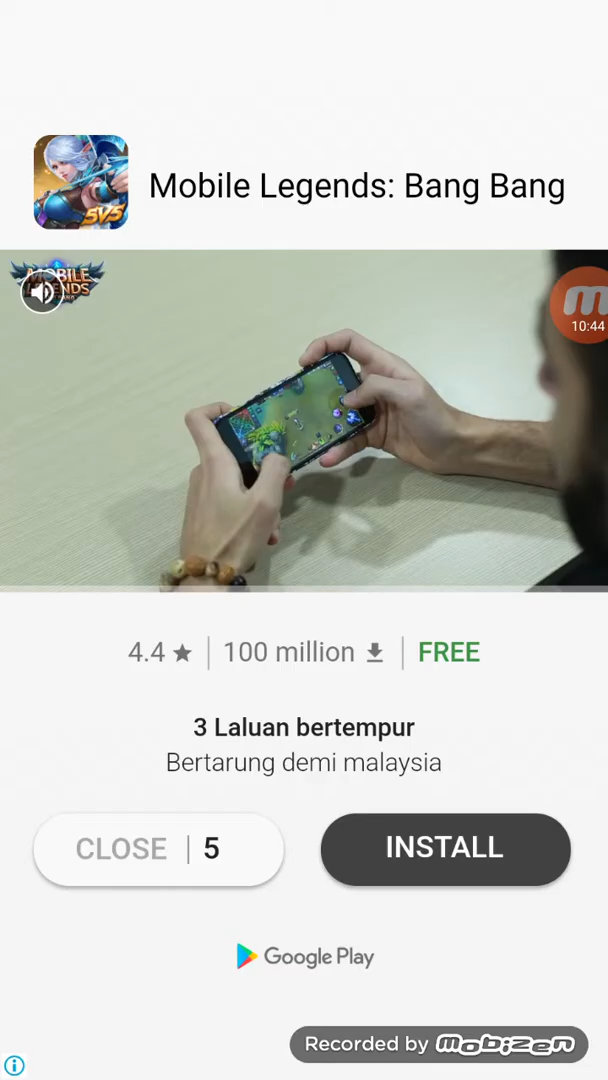 5V5
Mobile Legends: Bang Bang
MOBILE
LEGENDS
10:44
4.4 ★ | 100 million | FREE
3 Laluan bertempur
Bertarung demi malaysia
CLOSE | 5
INSTALL
Google Play
Recorded by mobizen